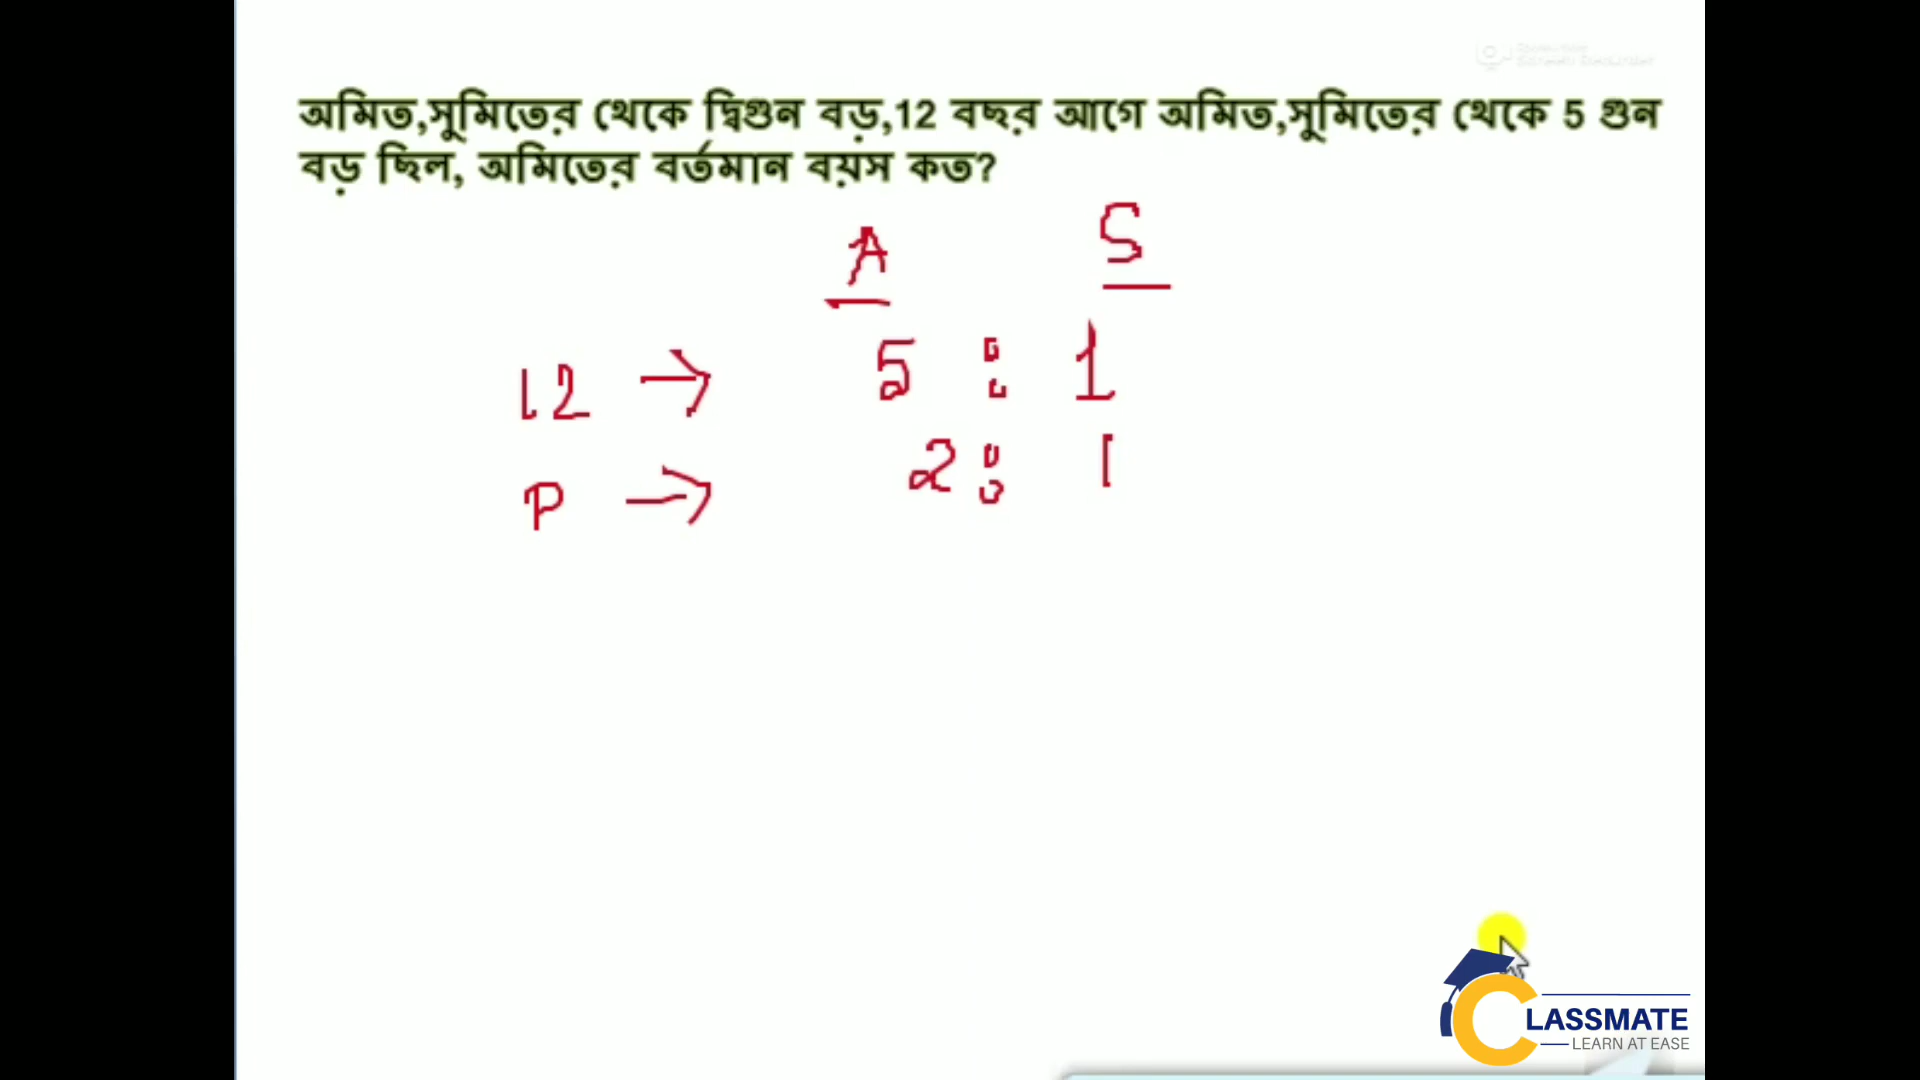 অমিত,সুমিতের থেকে দ্বিগুন বড়,12 বছর আগে অমিত,সুমিতের থেকে 5 গুন
বড় ছিল, অমিতের বর্তমান বয়স কত?
A S
12 → 5 : 1
P → 2 : 1
CLASSMATE
LEARN AT EASE